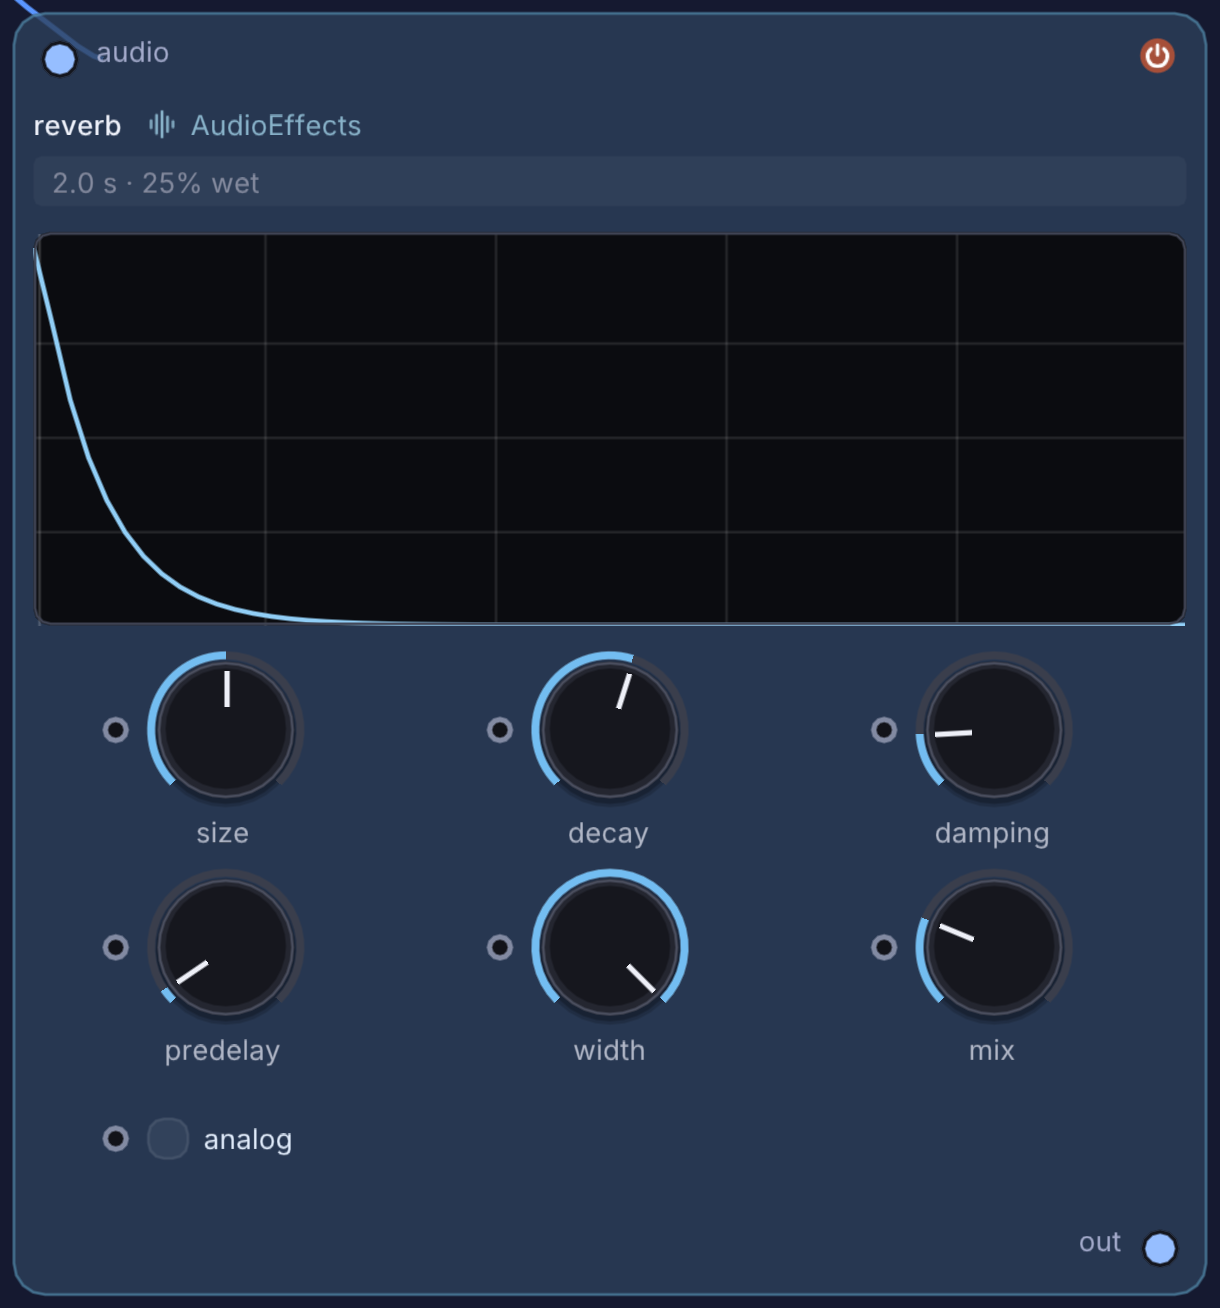 audio
reverb AudioEffects
2.0 s · 25% wet
size decay damping
predelay width mix
analog
out